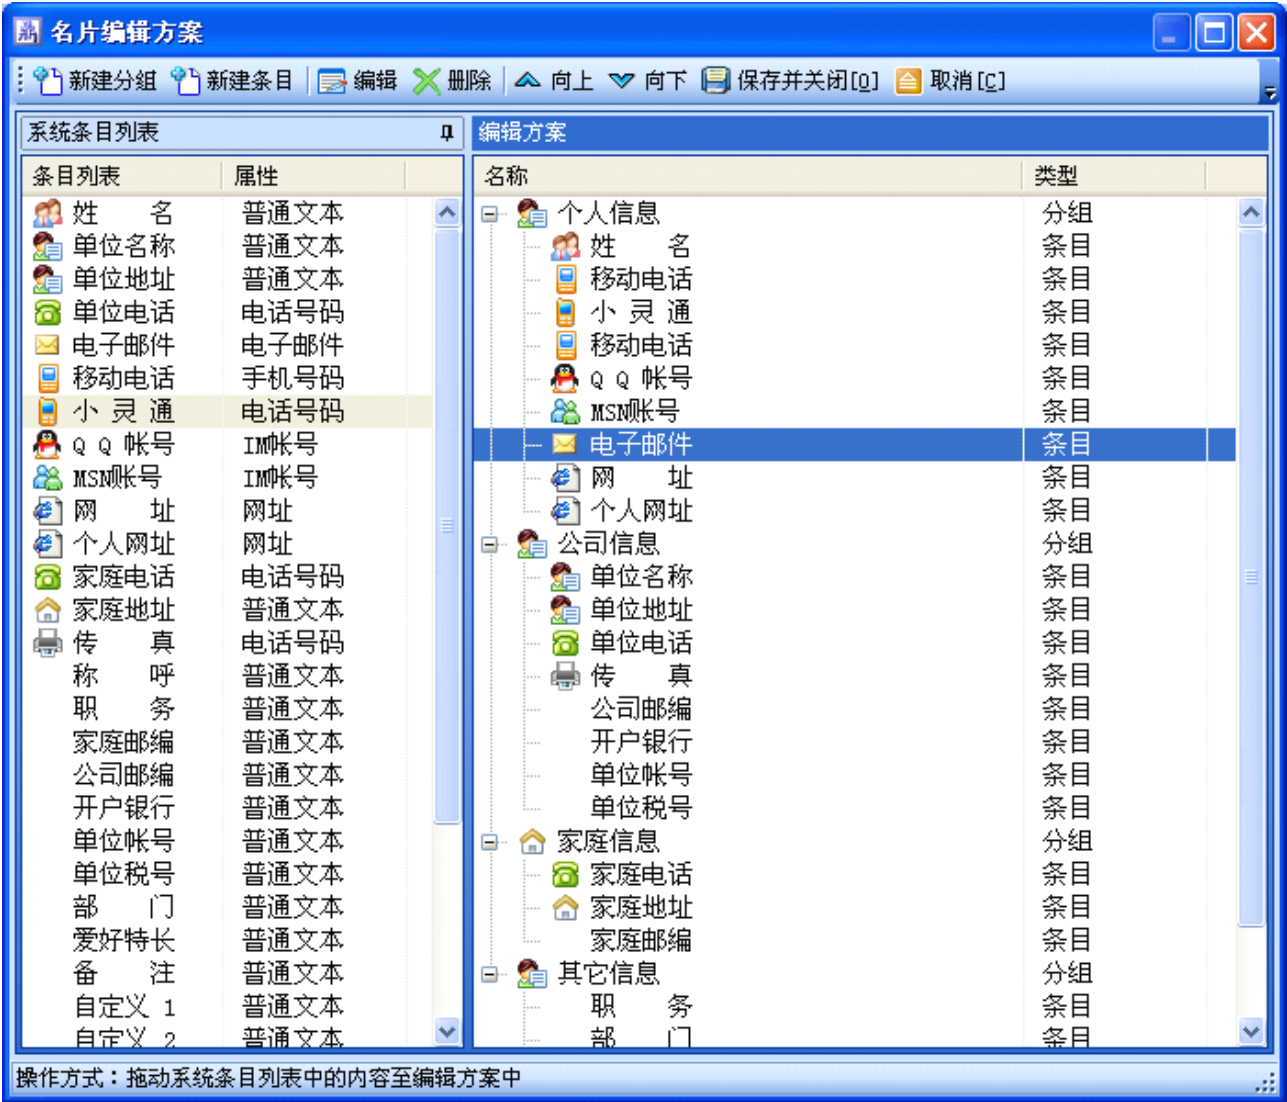 名片编辑方案
新建分组 新建条目 编辑 删除 向上 向下 保存并关闭[O] 取消[C]
系统条目列表
条目列表 属性
姓 名 普通文本
单位名称 普通文本
单位地址 普通文本
单位电话 电话号码
电子邮件 电子邮件
移动电话 手机号码
小 灵 通 电话号码
Q Q 帐号 IM帐号
MSN账号 IM帐号
网 址 网址
个人网址 网址
家庭电话 电话号码
家庭地址 普通文本
传 真 电话号码
称 呼 普通文本
职 务 普通文本
家庭邮编 普通文本
公司邮编 普通文本
开户银行 普通文本
单位帐号 普通文本
单位税号 普通文本
部 门 普通文本
爱好特长 普通文本
备 注 普通文本
自定义 1 普通文本
自定义 2 普通文本
编辑方案
名称 类型
个人信息 分组
姓 名 条目
移动电话 条目
小 灵 通 条目
移动电话 条目
Q Q 帐号 条目
MSN账号 条目
电子邮件 条目
网 址 条目
个人网址 条目
公司信息 分组
单位名称 条目
单位地址 条目
单位电话 条目
传 真 条目
公司邮编 条目
开户银行 条目
单位帐号 条目
单位税号 条目
家庭信息 分组
家庭电话 条目
家庭地址 条目
家庭邮编 条目
其它信息 分组
职 务 条目
部 门 条目
操作方式：拖动系统条目列表中的内容至编辑方案中